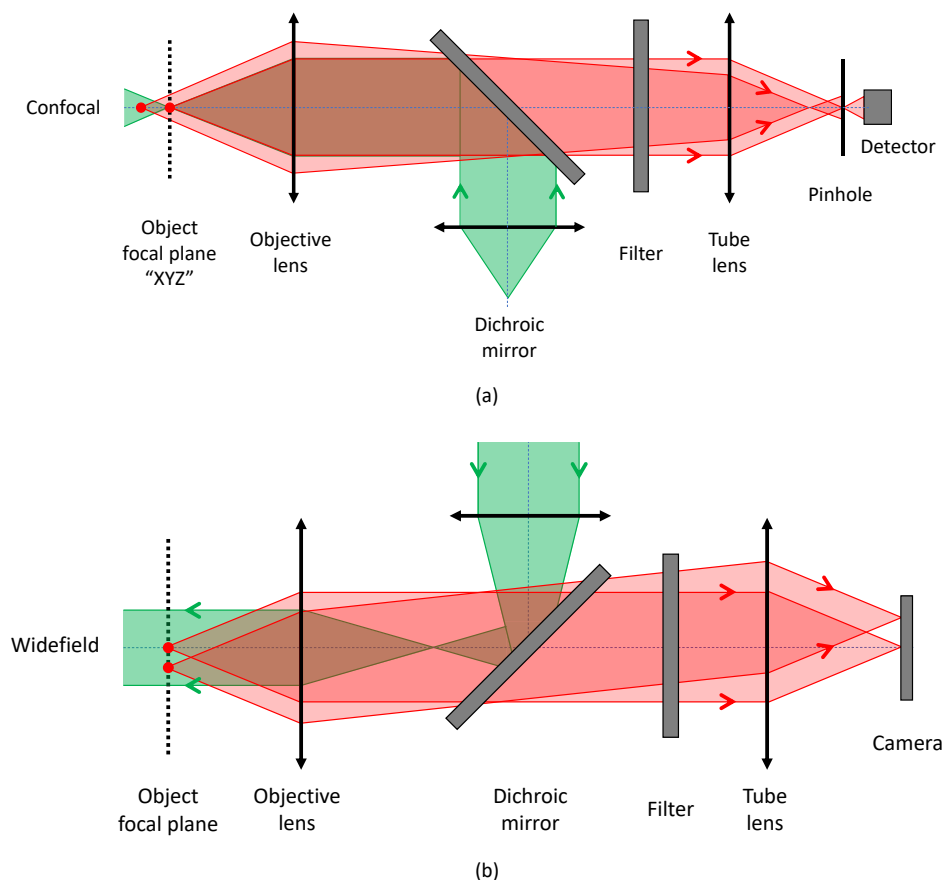 Confocal
Detector
Pinhole
Object
focal plane
“XYZ”
Objective
lens
Filter
Tube
lens
Dichroic
mirror
(a)
Widefield
Camera
Object
focal plane
Objective
lens
Dichroic
mirror
Filter
Tube
lens
(b)